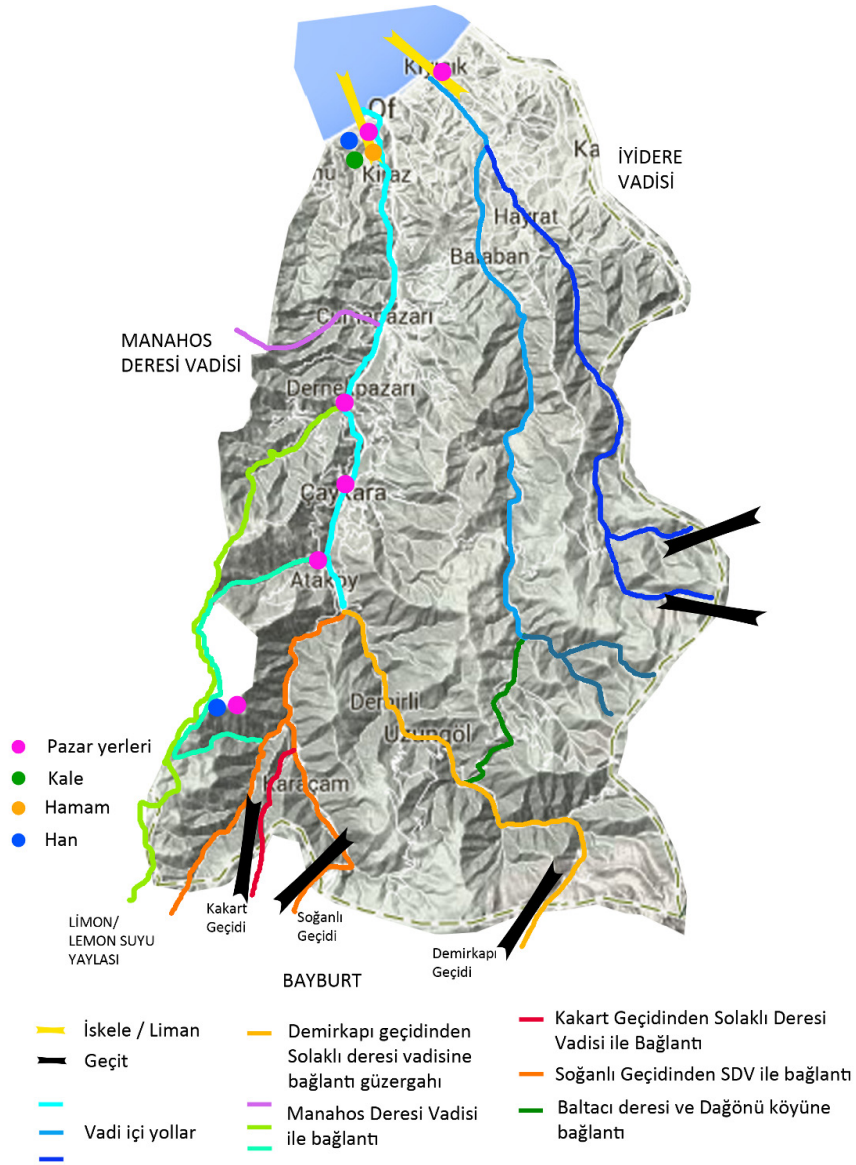 Kıyıcık
Of
Ka
İYİDERE
VADİSİ
Kiraz
Hayrat
Balaban
Cumapazarı
MANAHOS
DERESİ VADİSİ
Dernekpazarı
Çaykara
Ataköy
Demirli
Uzungöl
Pazar yerleri
Kale
Hamam
Han
Karaçam
LİMON/
LEMON SUYU
YAYLASI
Kakart
Geçidi
Soğanlı
Geçidi
Demirkapı
Geçidi
BAYBURT
İskele / Liman
Geçit
Vadi içi yollar
Demirkapı geçidinden
Solaklı deresi vadisine
bağlantı güzergahı
Manahos Deresi Vadisi
ile bağlantı
Kakart Geçidinden Solaklı Deresi
Vadisi ile Bağlantı
Soğanlı Geçidinden SDV ile bağlantı
Baltacı deresi ve Dağönü köyüne
bağlantı